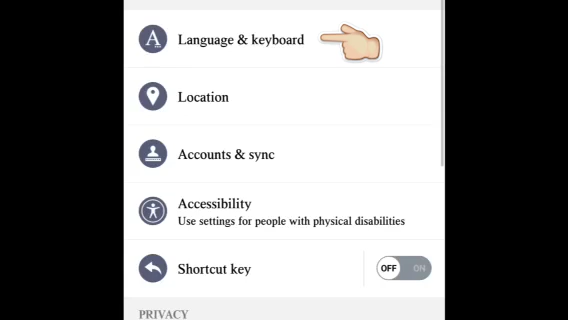 Language & keyboard
Location
Accounts & sync
Accessibility
Use settings for people with physical disabilities
Shortcut key
OFF ON
PRIVACY